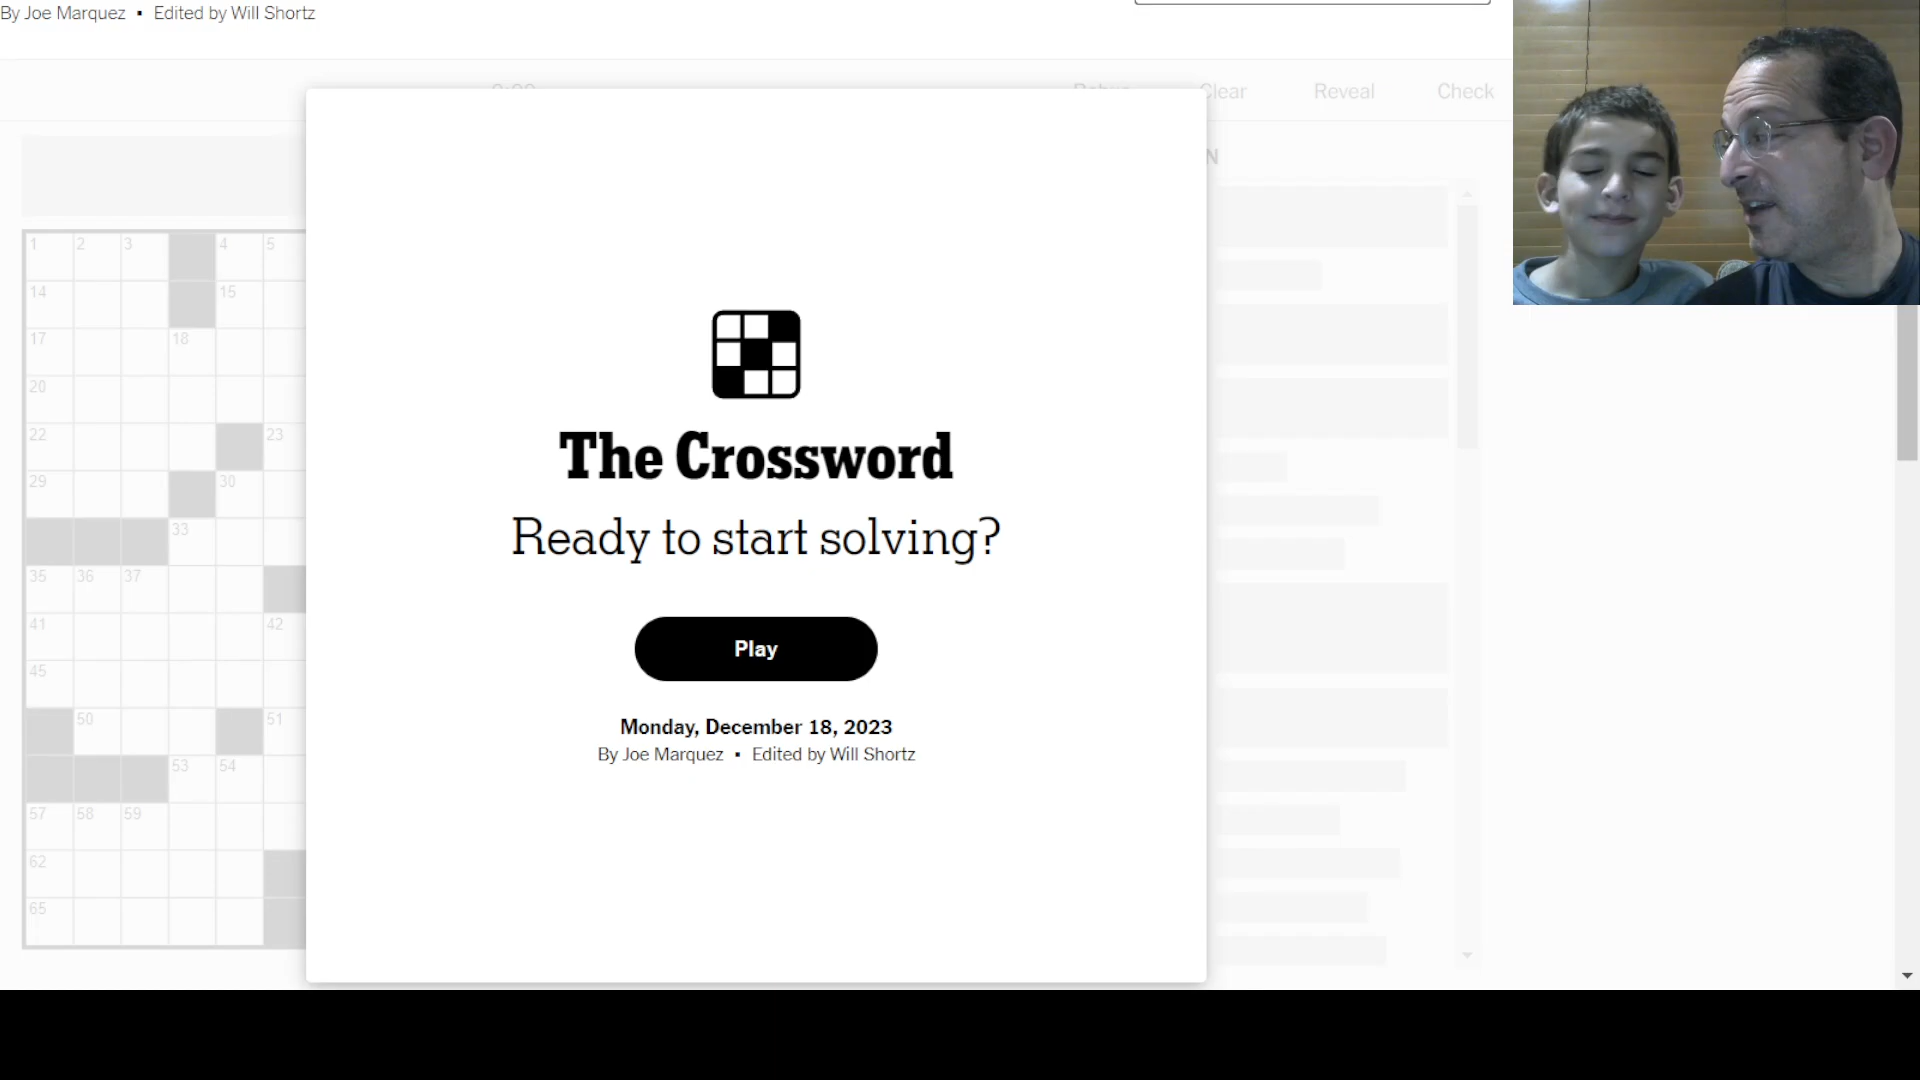 By Joe Marquez ▪ Edited by Will Shortz
Clear Reveal Check
N
1 2 3 4 5
14 15
17 18
20
22 23
29 30
33
35 36 37
41 42
45
50 51
53 54
57 58 59
62
65
The Crossword
Ready to start solving?
Play
Monday, December 18, 2023
By Joe Marquez ▪ Edited by Will Shortz